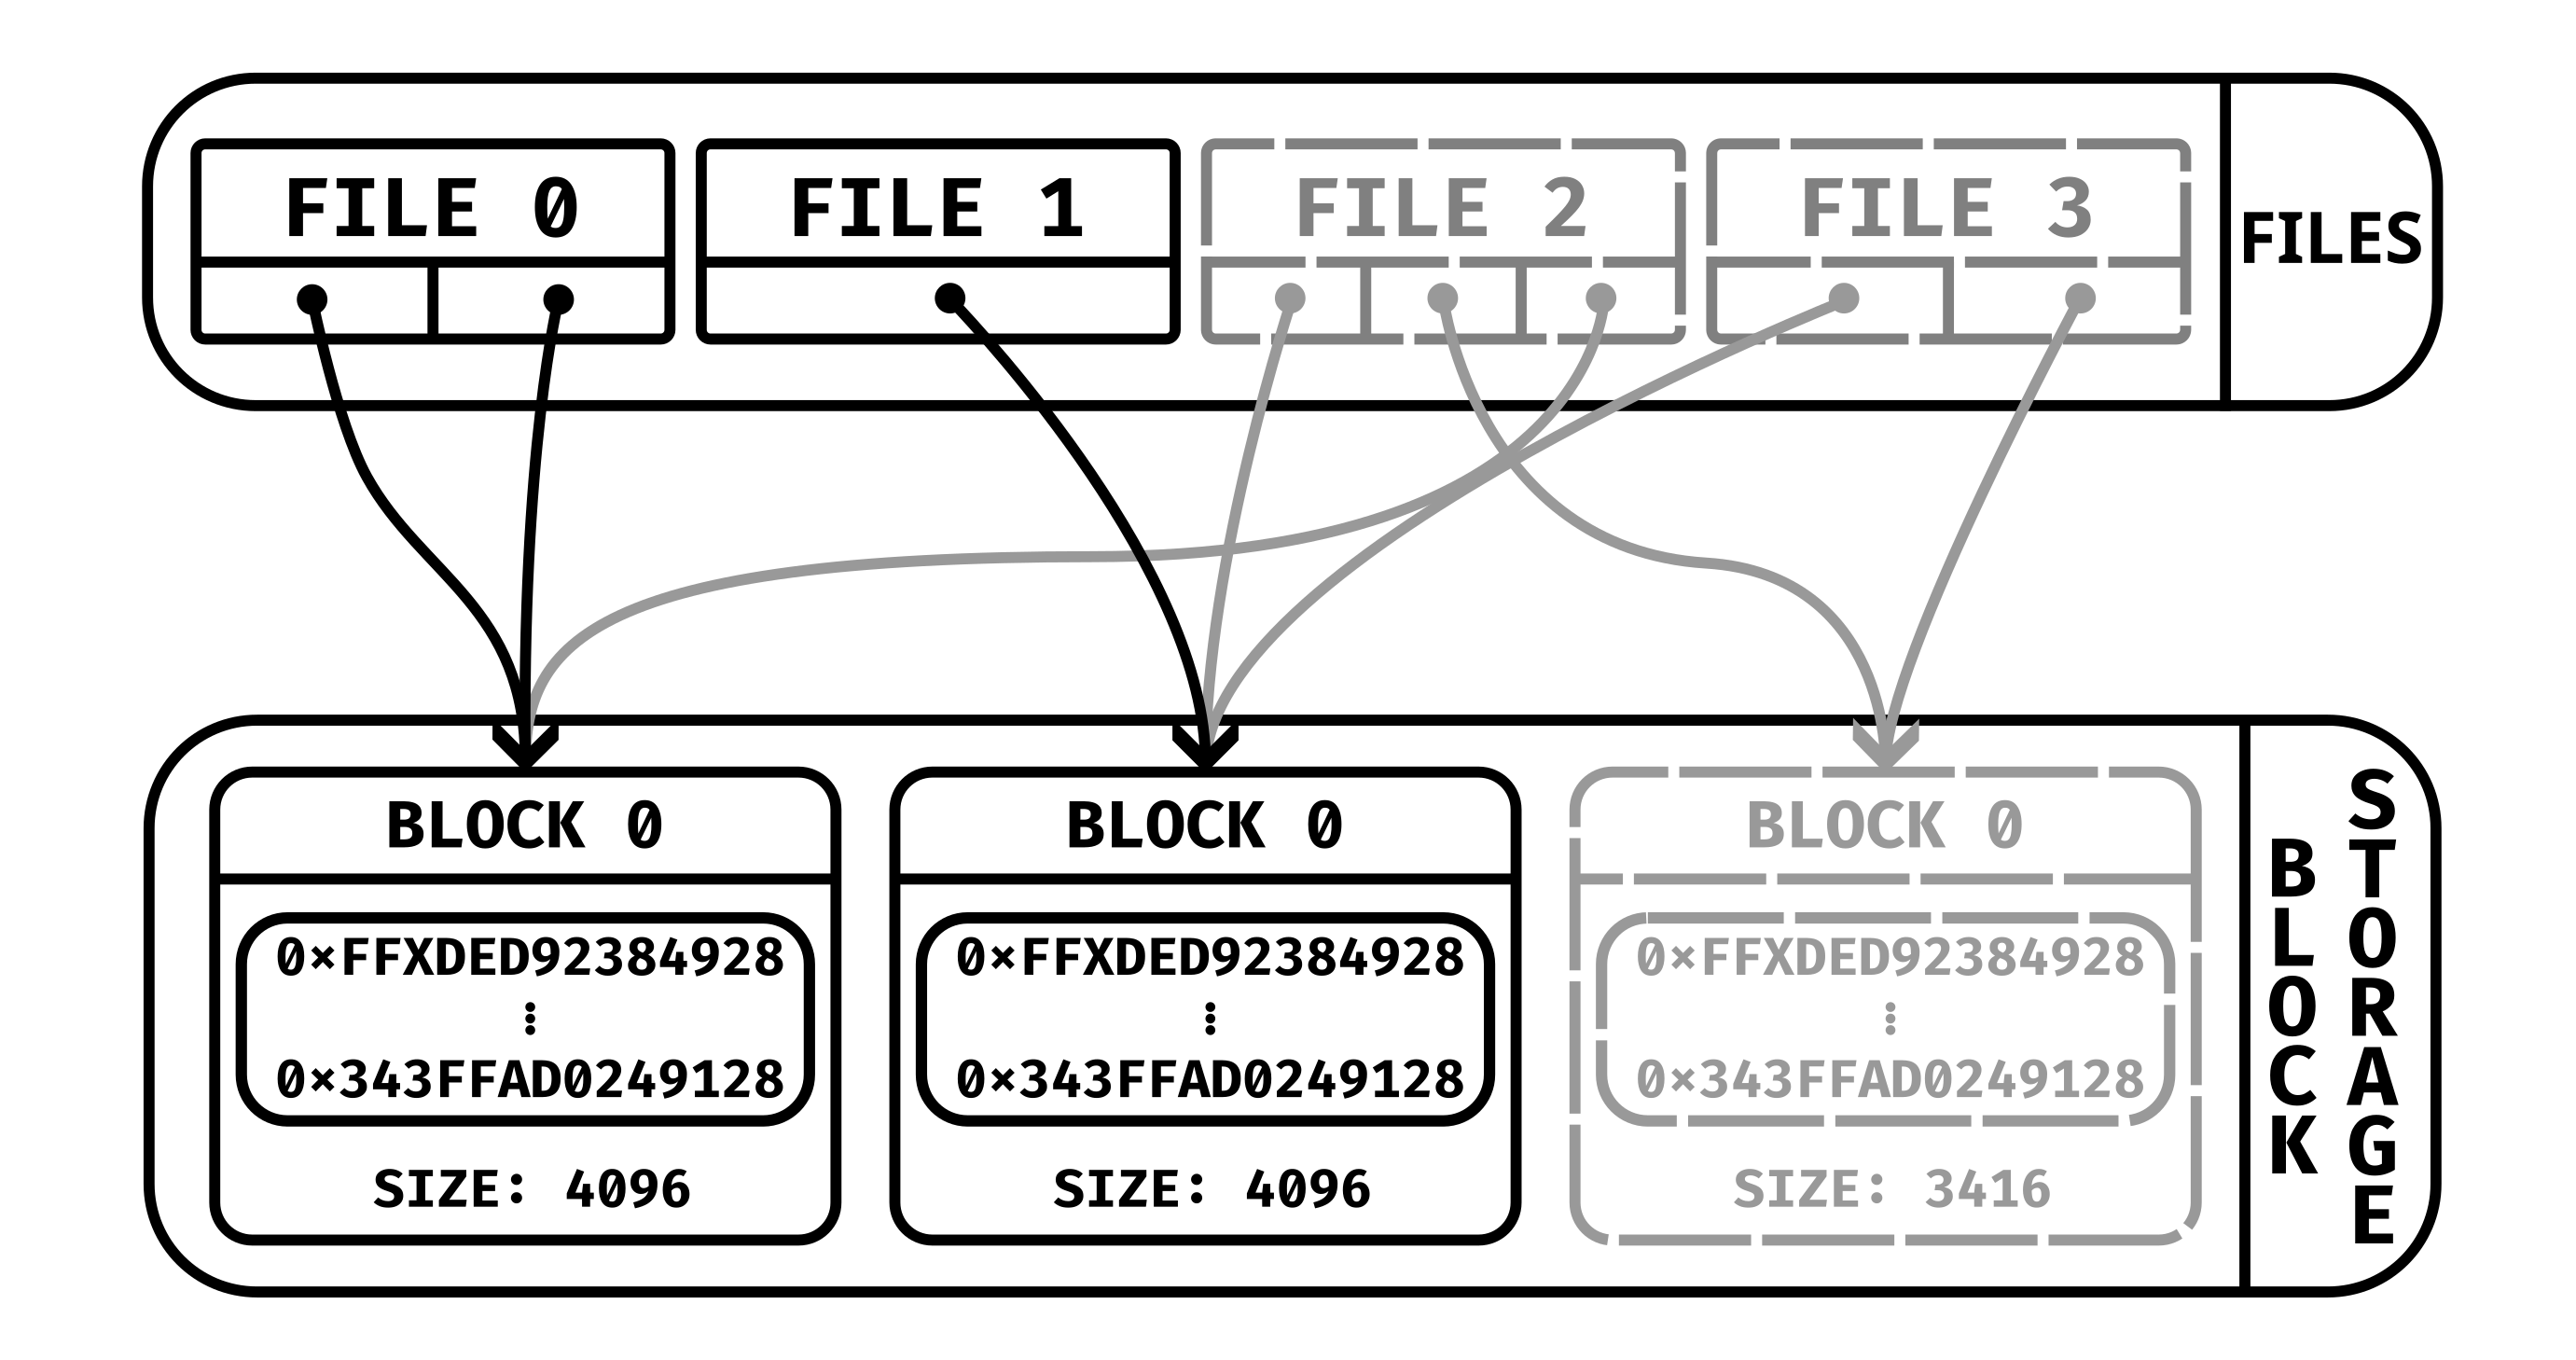 FILE 0
FILE 1
FILE 2
FILE 3
FILES
BLOCK 0
0×FFXDED92384928
⋮
0×343FFAD0249128
SIZE: 4096
BLOCK 0
0×FFXDED92384928
⋮
0×343FFAD0249128
SIZE: 4096
BLOCK 0
0×FFXDED92384928
⋮
0×343FFAD0249128
SIZE: 3416
BLOCK
STORAGE